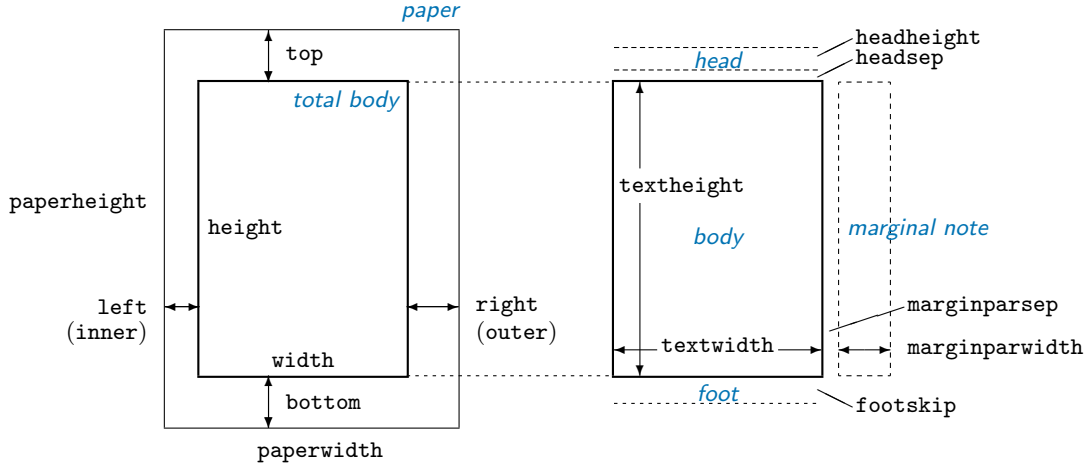 paper
top
total body
paperheight
height
left
(inner)
right
(outer)
width
bottom
paperwidth
headheight
head
headsep
textheight
body
marginal note
marginparsep
textwidth
marginparwidth
foot
footskip